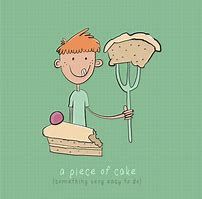 a piece of cake
(something very easy to do)